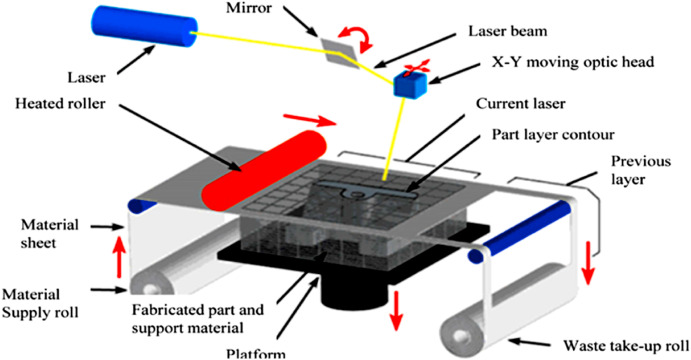 Mirror
Laser beam
X-Y moving optic head
Laser
Heated roller
Current laser
Part layer contour
Previous
layer
Material
sheet
Material
Supply roll
Fabricated part and
support material
Platform
Waste take-up roll